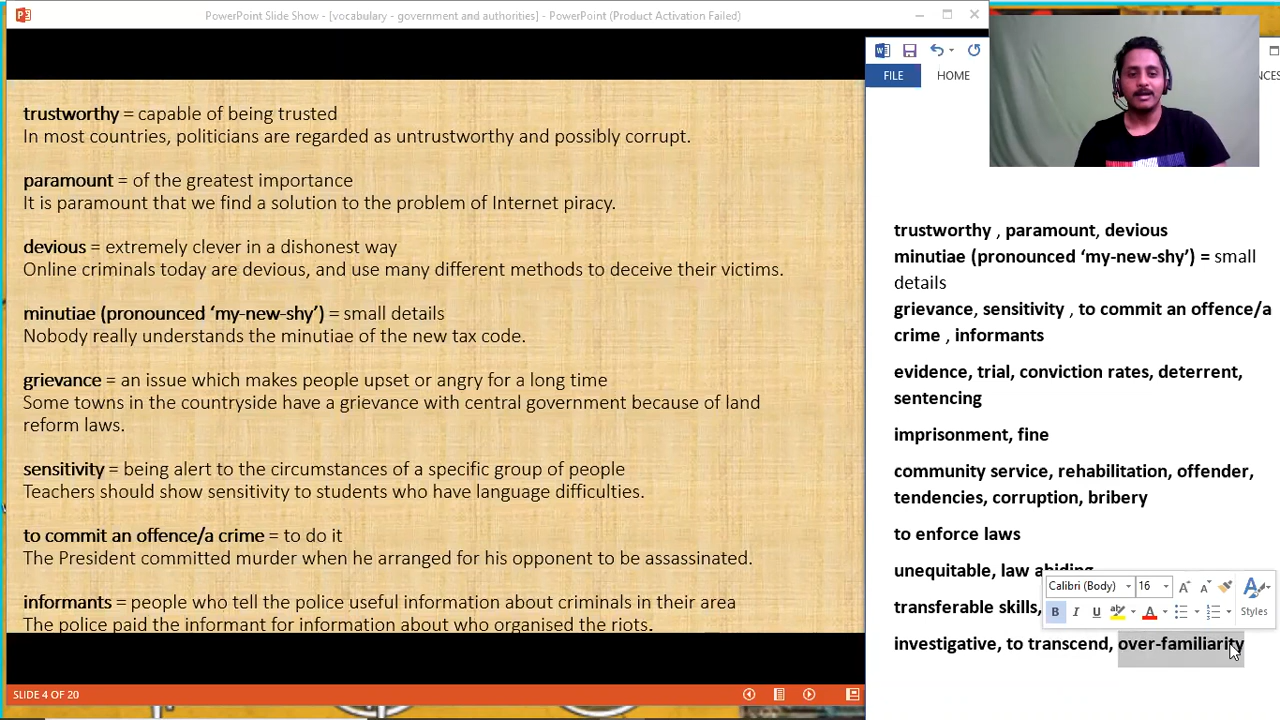 PowerPoint Slide Show - [vocabulary - government and authorities] - PowerPoint (Product Activation Failed)
trustworthy = capable of being trusted
In most countries, politicians are regarded as untrustworthy and possibly corrupt.
paramount = of the greatest importance
It is paramount that we find a solution to the problem of Internet piracy.
devious = extremely clever in a dishonest way
Online criminals today are devious, and use many different methods to deceive their victims.
minutiae (pronounced ‘my-new-shy’) = small details
Nobody really understands the minutiae of the new tax code.
grievance = an issue which makes people upset or angry for a long time
Some towns in the countryside have a grievance with central government because of land
reform laws.
sensitivity = being alert to the circumstances of a specific group of people
Teachers should show sensitivity to students who have language difficulties.
to commit an offence/a crime = to do it
The President committed murder when he arranged for his opponent to be assassinated.
informants = people who tell the police useful information about criminals in their area
The police paid the informant for information about who organised the riots.
SLIDE 4 OF 20
FILE HOME
trustworthy , paramount, devious
minutiae (pronounced ‘my-new-shy’) = small
details
grievance, sensitivity , to commit an offence/a
crime , informants
evidence, trial, conviction rates, deterrent,
sentencing
imprisonment, fine
community service, rehabilitation, offender,
tendencies, corruption, bribery
to enforce laws
unequitable, law abiding
Calibri (Body) 16
B I U Styles
transferable skills,
investigative, to transcend, over-familiarity